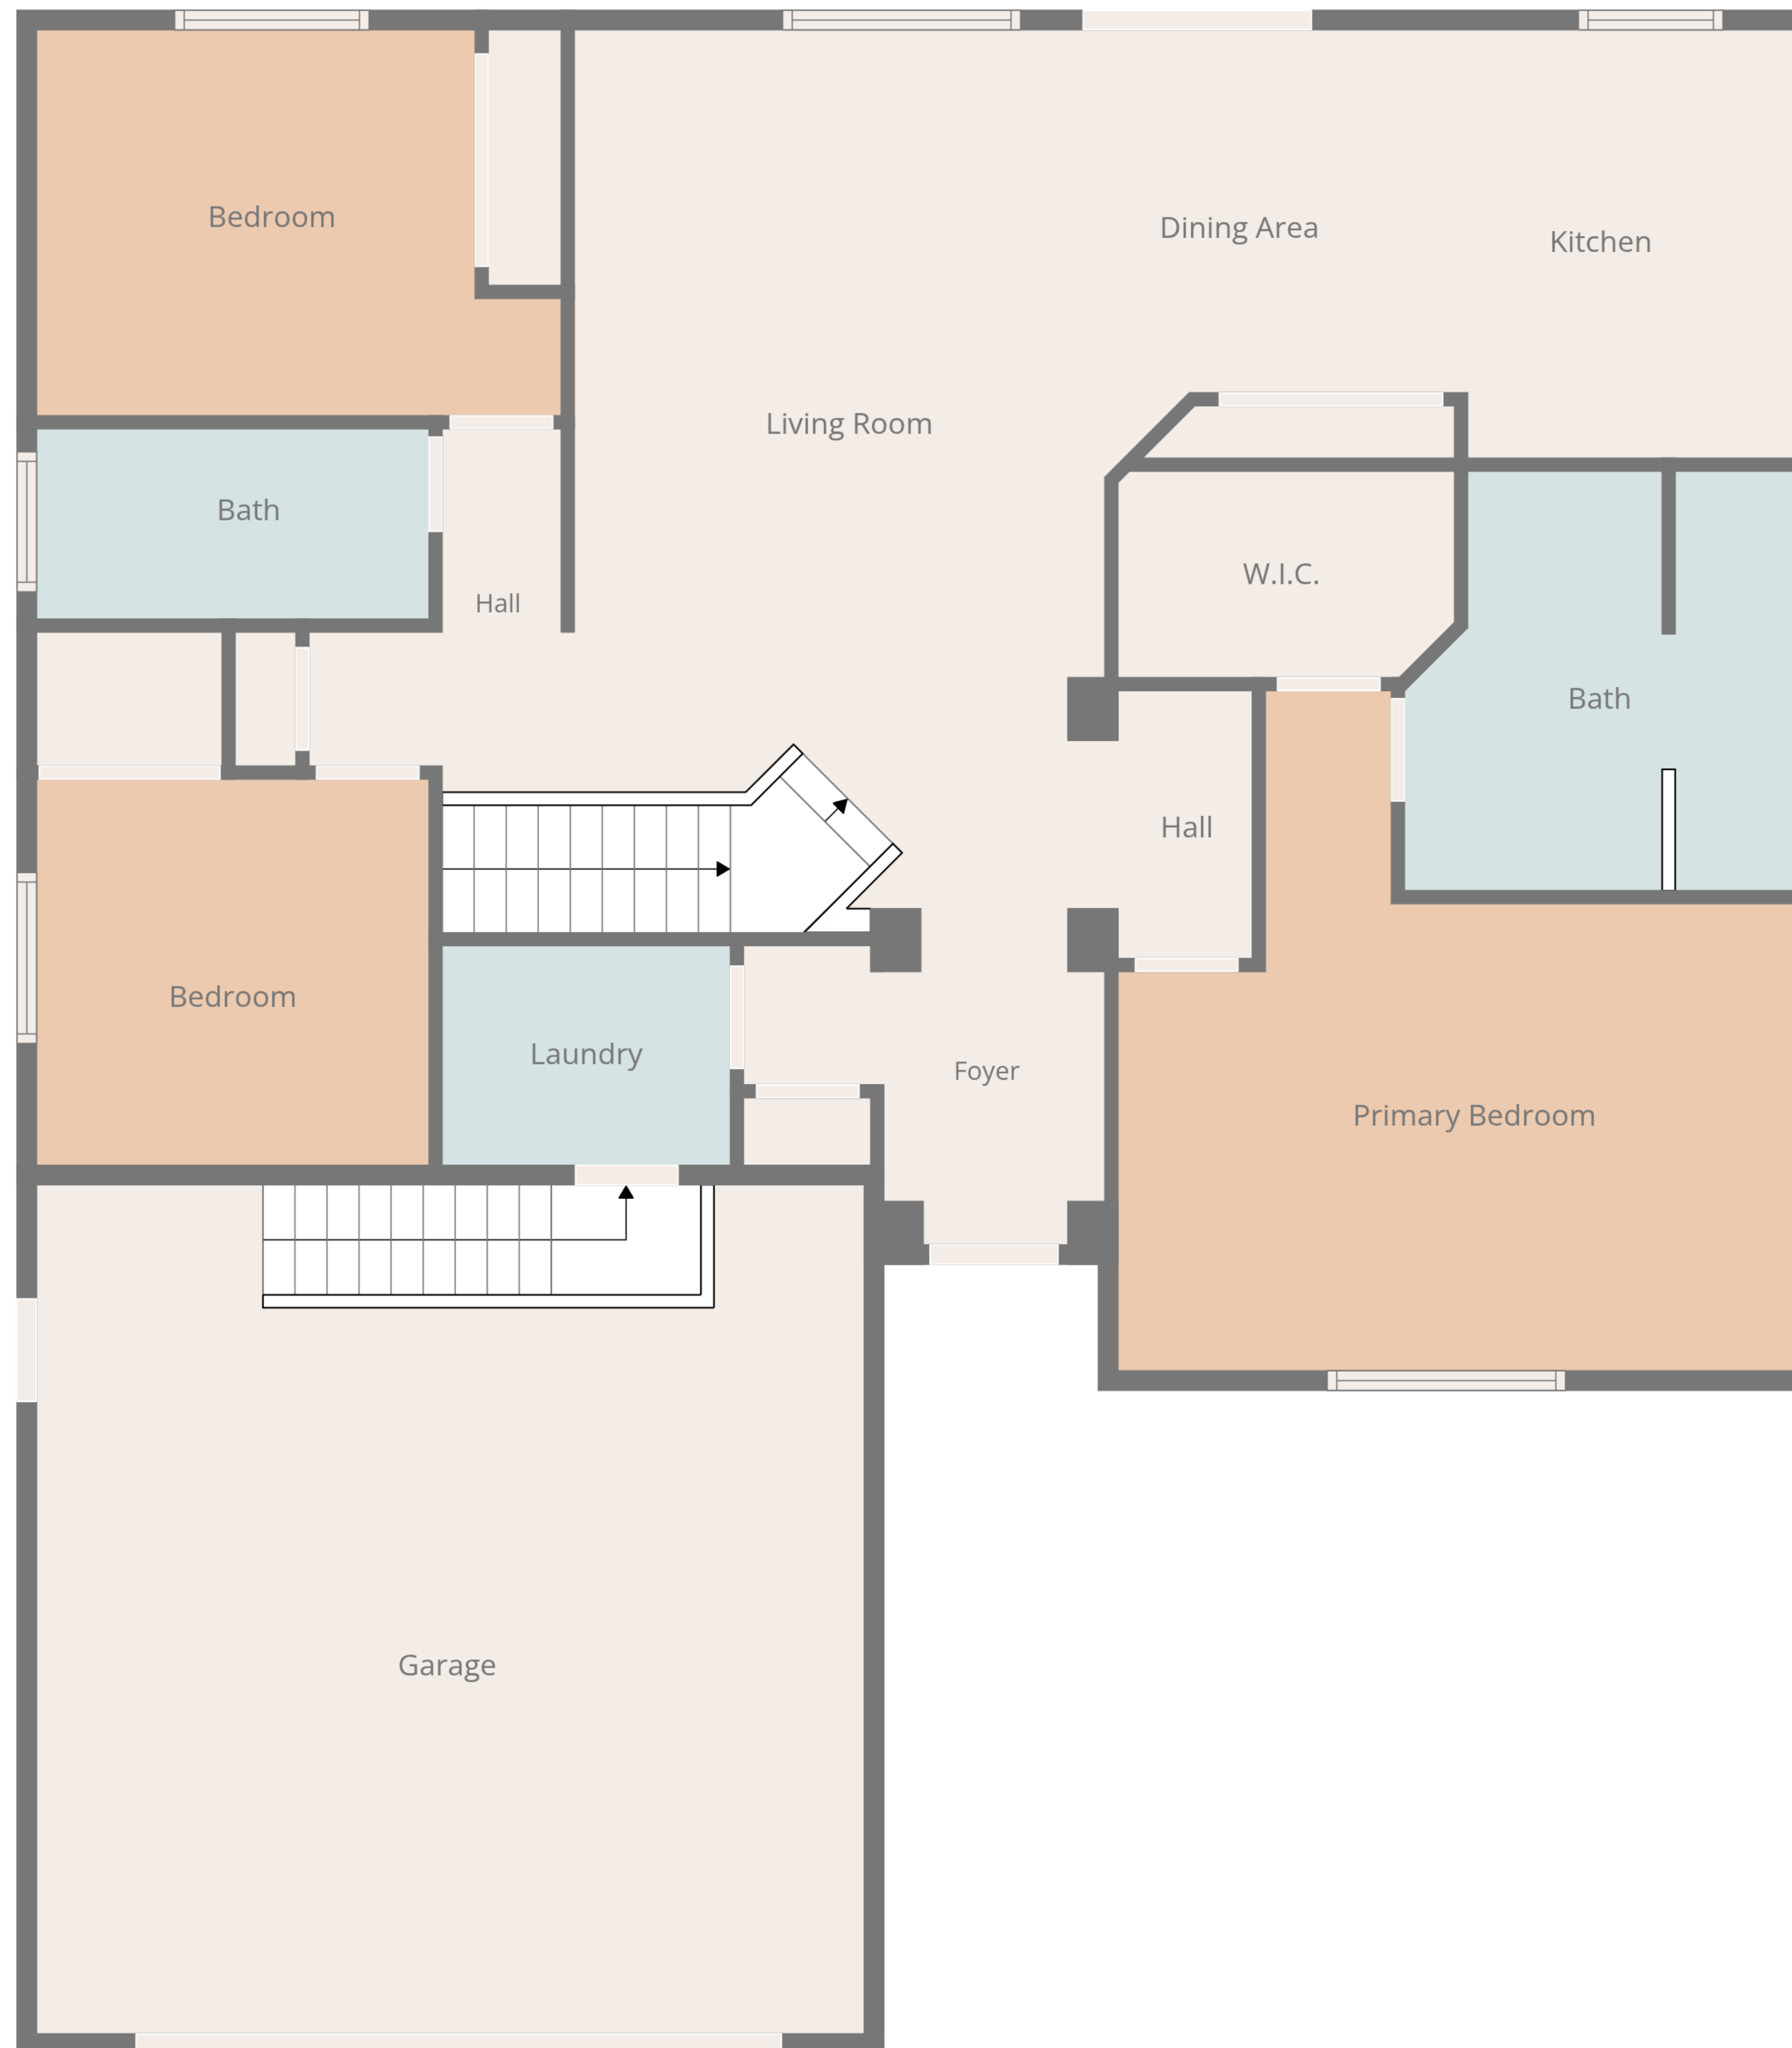 Bedroom
Dining Area
Kitchen
Living Room
Bath
W.I.C.
Hall
Bath
Hall
Bedroom
Laundry
Foyer
Primary Bedroom
Garage